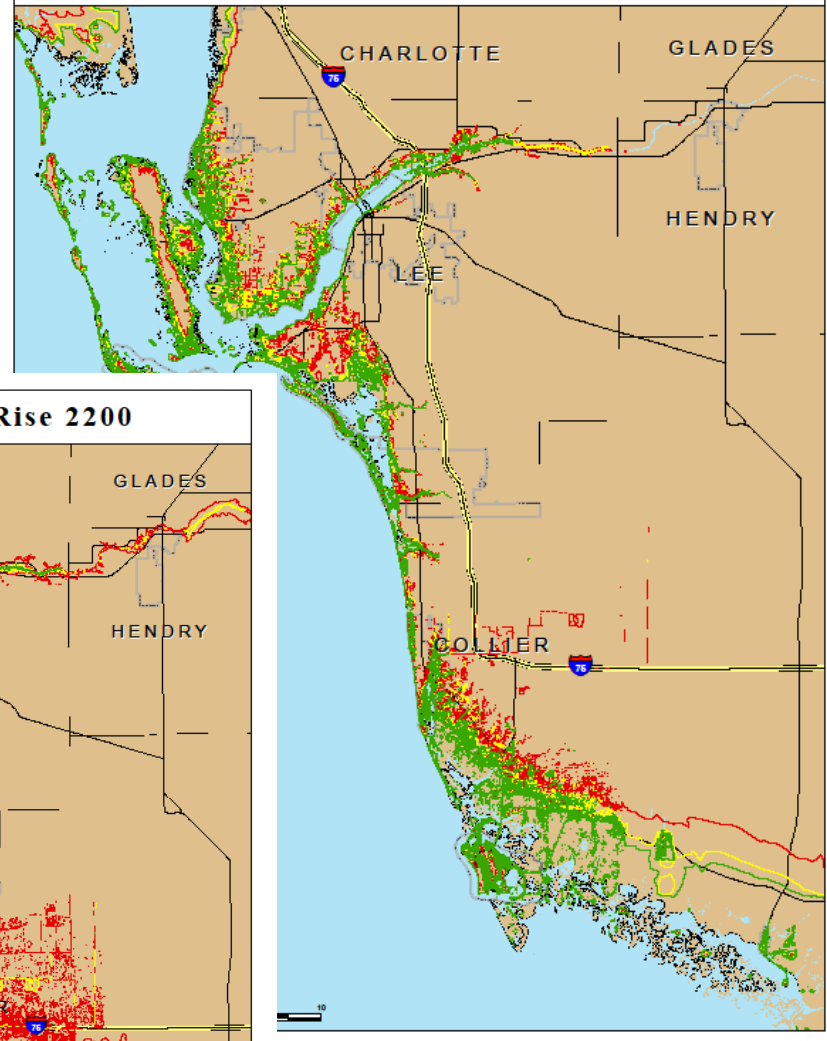 CHARLOTTE
GLADES
75
HENDRY
LEE
COLLIER
75
10
Rise 2200
GLADES
HENDRY
R
75